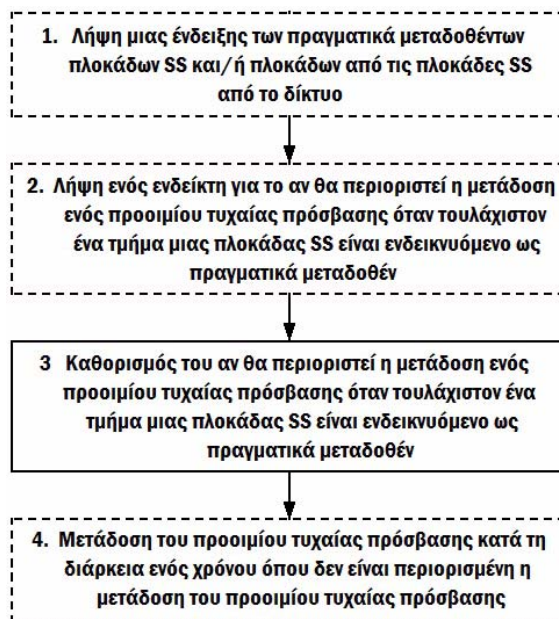 1. Λήψη μιας ένδειξης των πραγματικά μεταδοθέντων
πλοκάδων SS και/ή πλοκάδων από τις πλοκάδες SS
από το δίκτυο
2. Λήψη ενός ενδείκτη για το αν θα περιοριστεί η μετάδοση
ενός προοιμίου τυχαίας πρόσβασης όταν τουλάχιστον
ένα τμήμα μιας πλοκάδας SS είναι ενδεικνυόμενο ως
πραγματικά μεταδοθέν
3 Καθορισμός του αν θα περιοριστεί η μετάδοση ενός
προοιμίου τυχαίας πρόσβασης όταν τουλάχιστον ένα
τμήμα μιας πλοκάδας SS είναι ενδεικνυόμενο ως
πραγματικά μεταδοθέν
4. Μετάδοση του προοιμίου τυχαίας πρόσβασης κατά τη
διάρκεια ενός χρόνου όπου δεν είναι περιορισμένη η
μετάδοση του προοιμίου τυχαίας πρόσβασης